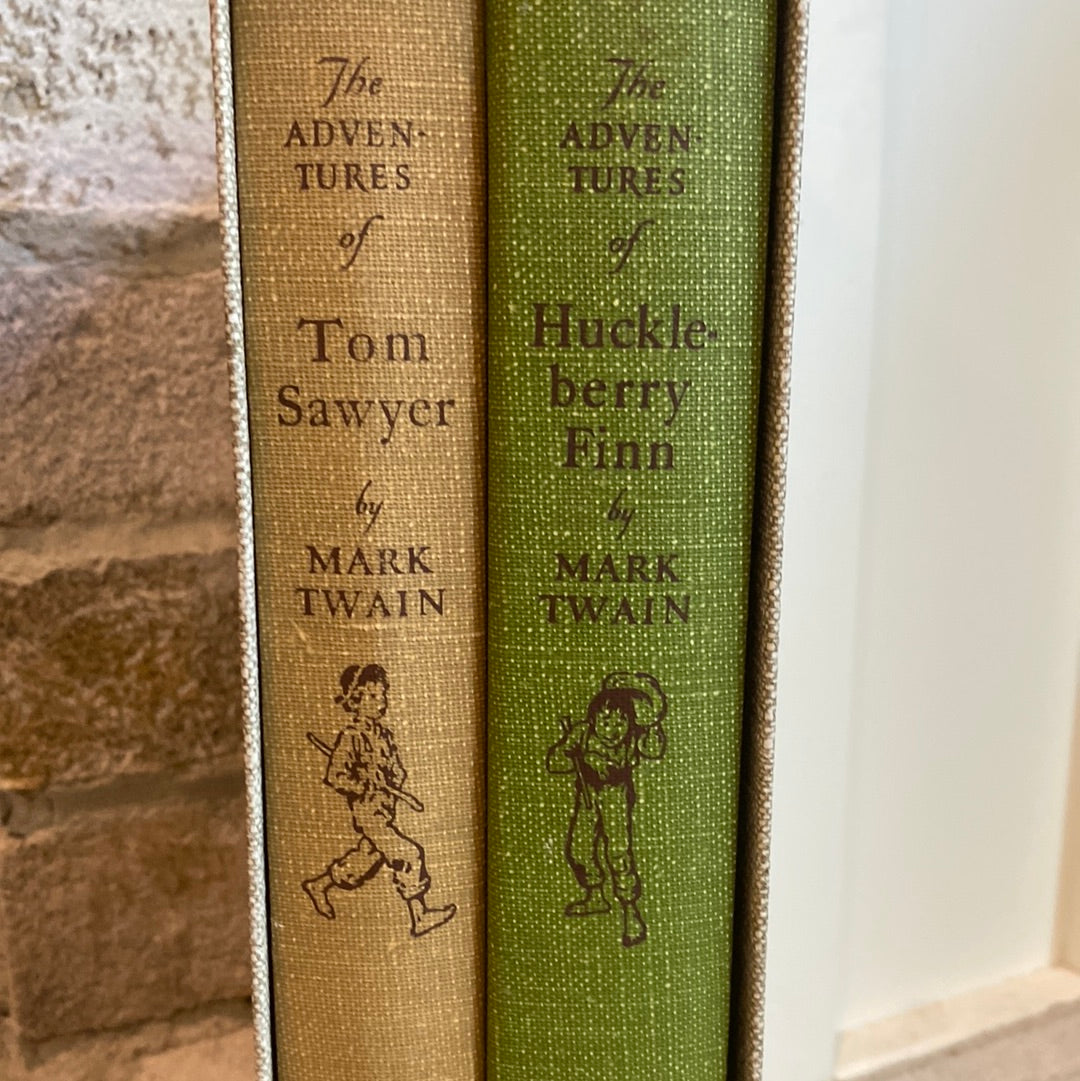 The
ADVEN-
TURES
of
Tom
Sawyer
by
MARK
TWAIN
The
ADVEN-
TURES
of
Huckle-
berry
Finn
by
MARK
TWAIN